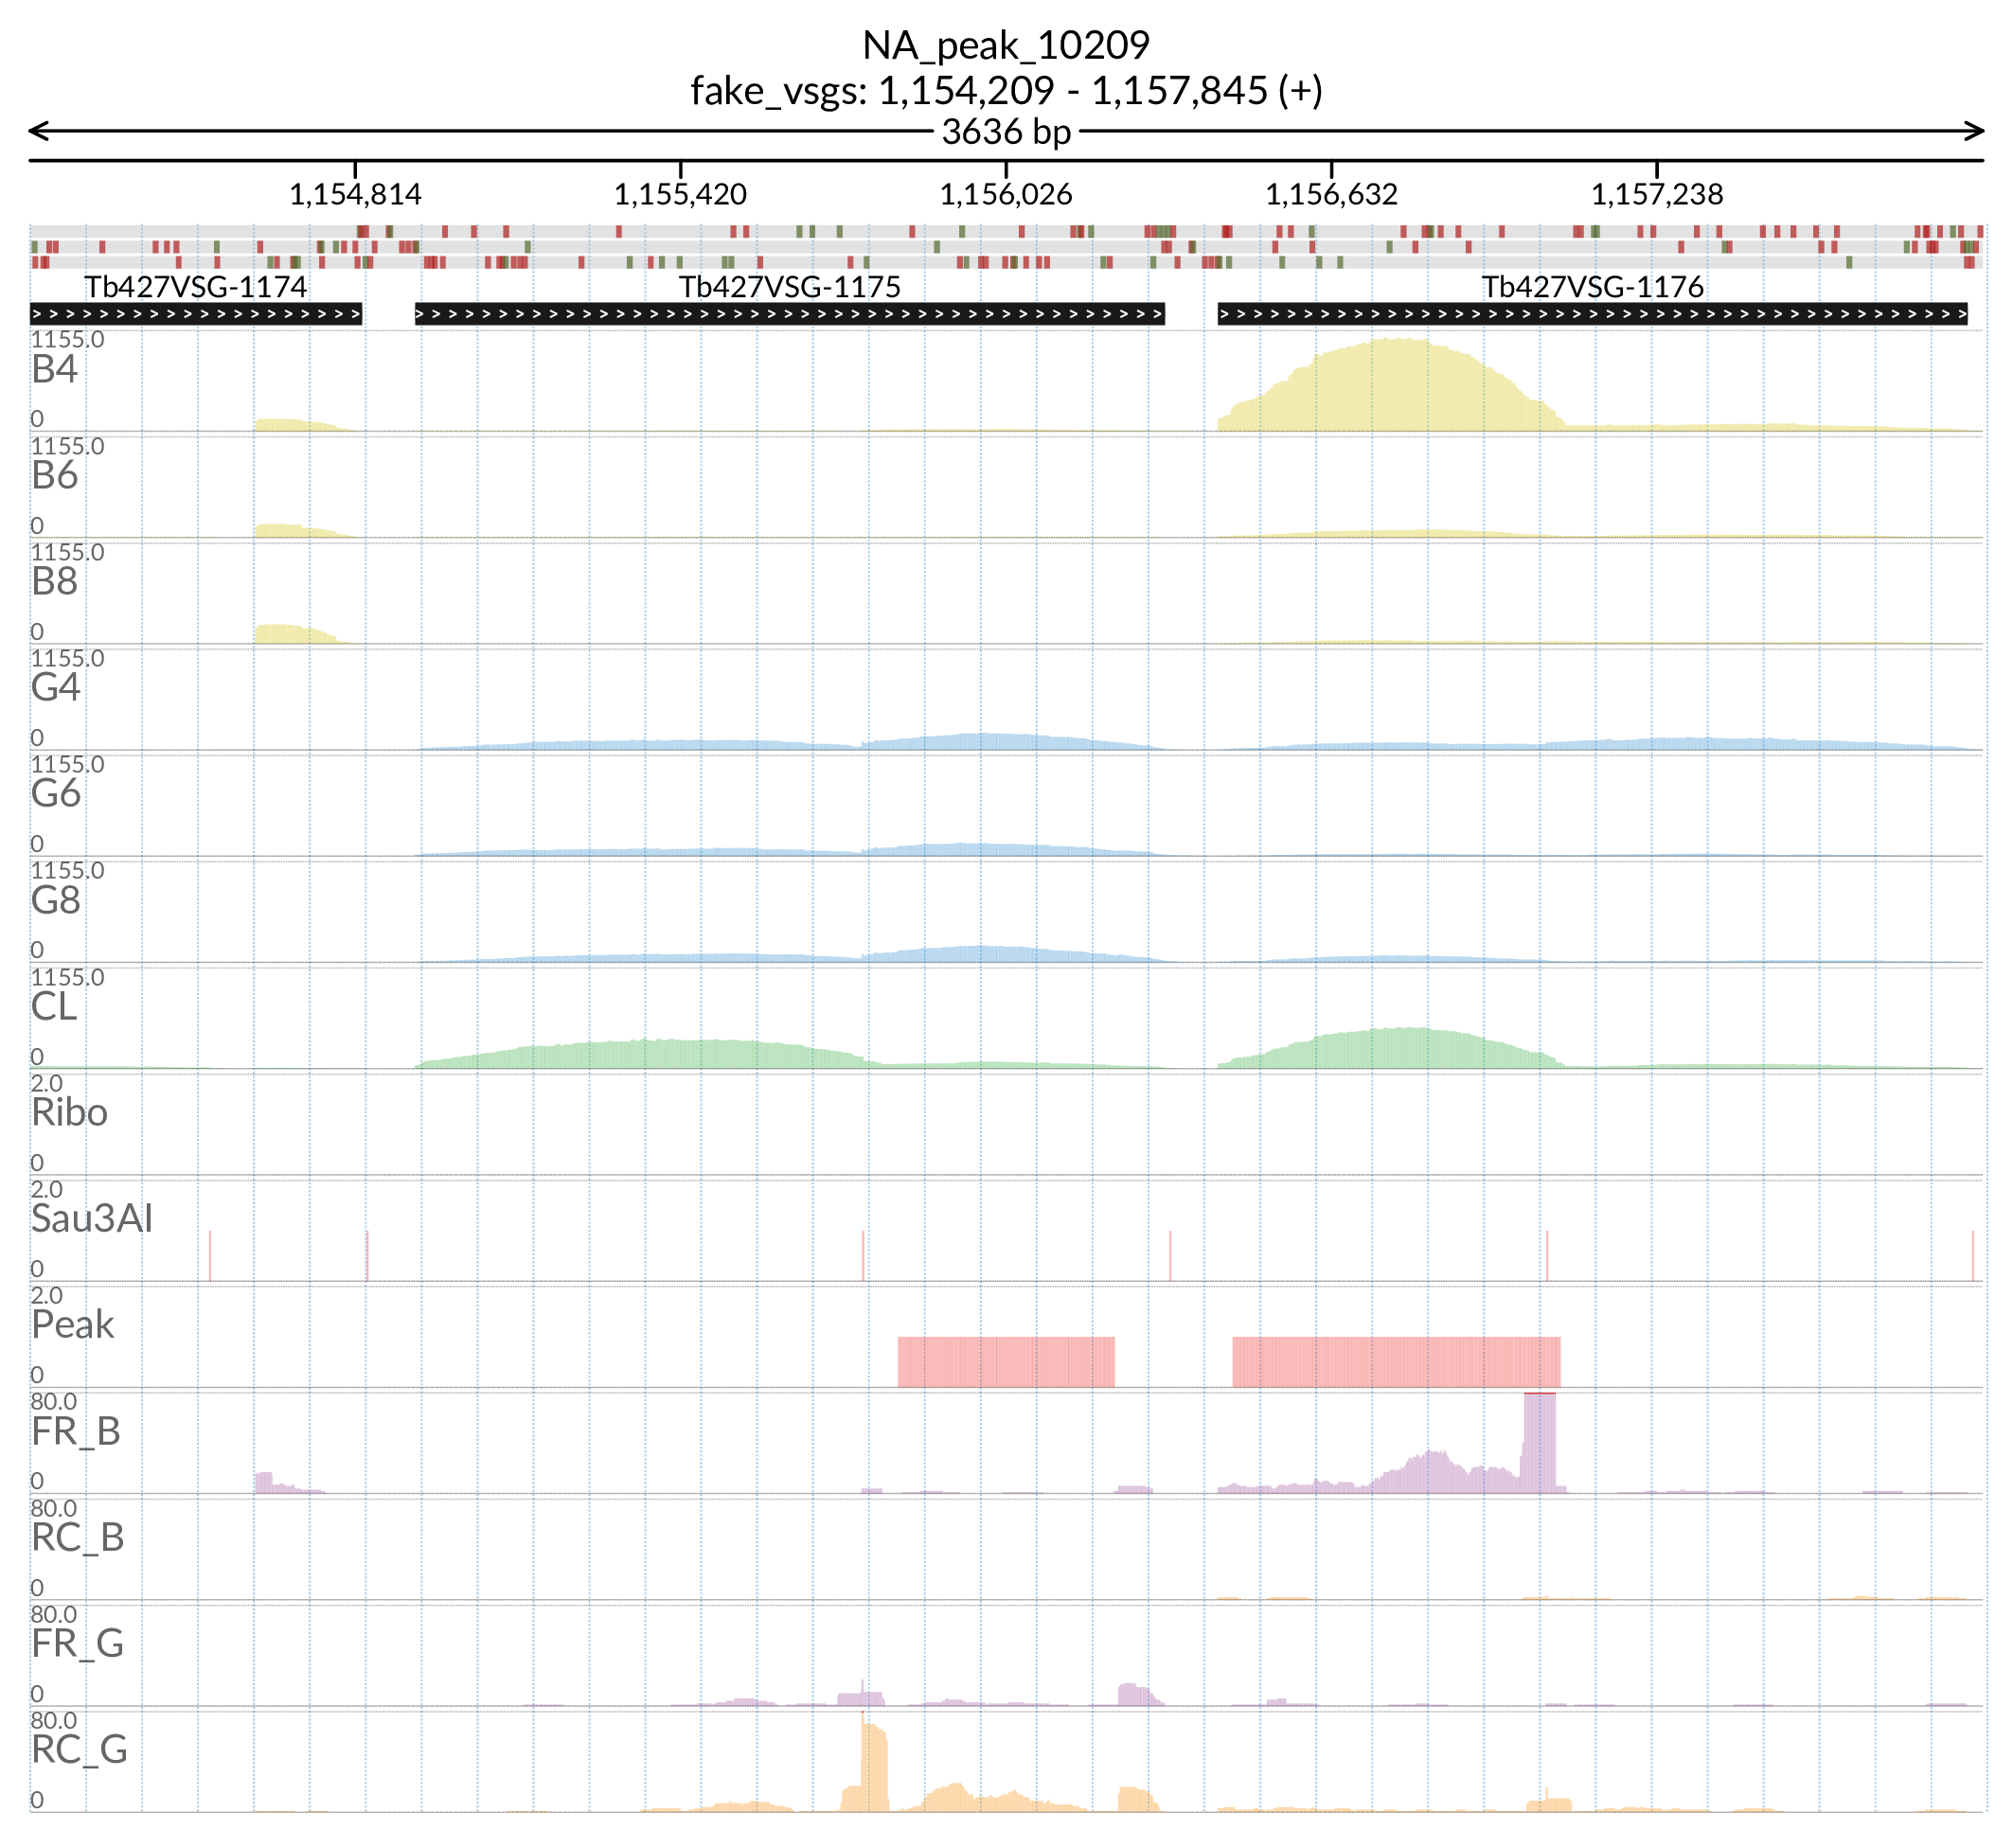 NA_peak_10209
fake_vsgs: 1,154,209 - 1,157,845 (+)
3636 bp
1,154,814 1,155,420 1,156,026 1,156,632 1,157,238
Tb427VSG-1174 Tb427VSG-1175 Tb427VSG-1176
1155.0
B4
0
1155.0
B6
0
1155.0
B8
0
1155.0
G4
0
1155.0
G6
0
1155.0
G8
0
1155.0
CL
0
2.0
Ribo
0
2.0
Sau3AI
0
2.0
Peak
0
80.0
FR_B
0
80.0
RC_B
0
80.0
FR_G
0
80.0
RC_G
0